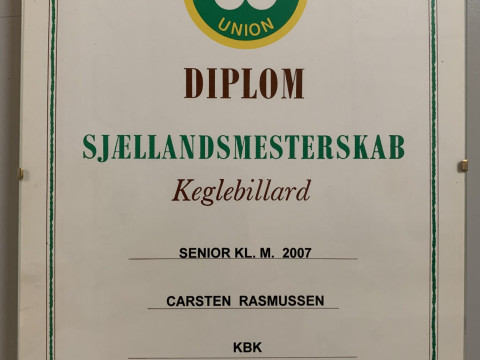 UNION
DIPLOM
SJÆLLANDSMESTERSKAB
Keglebillard
SENIOR KL. M. 2007
CARSTEN RASMUSSEN
KBK